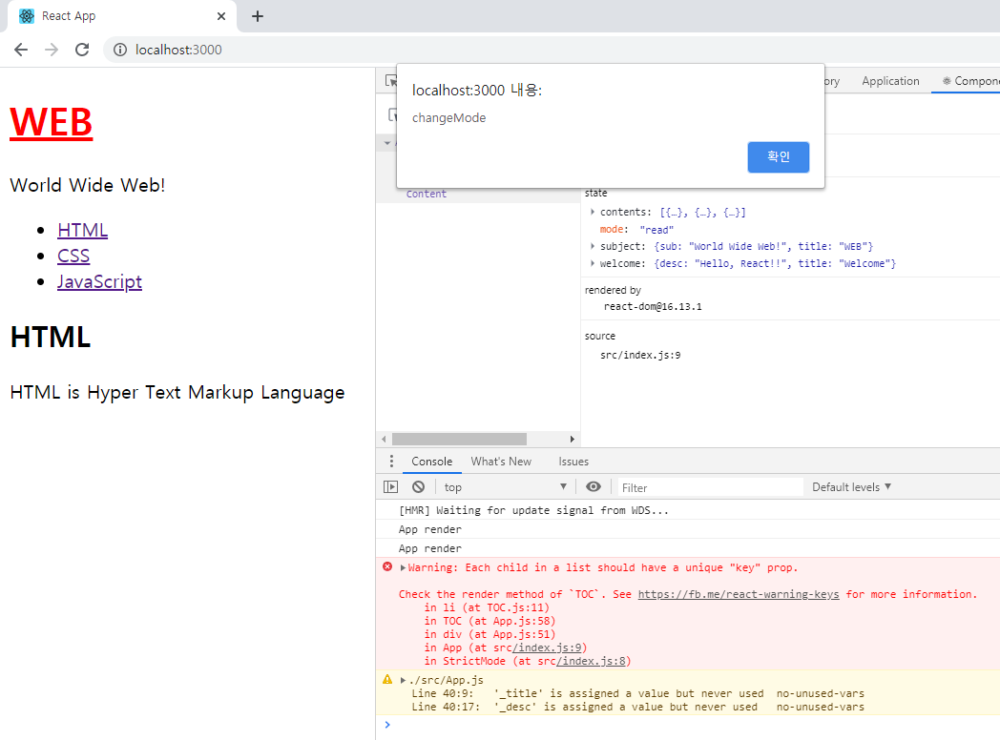 React App
localhost:3000
WEB
World Wide Web!
HTML
CSS
JavaScript
HTML
HTML is Hyper Text Markup Language
localhost:3000 내용:
changeMode
확인
ory
Application
Compone
Content
state
contents: [{…}, {…}, {…}]
mode: "read"
subject: {sub: "World Wide Web!", title: "WEB"}
welcome: {desc: "Hello, React!!", title: "Welcome"}
rendered by
react-dom@16.13.1
source
src/index.js:9
Console What's New Issues
top Filter Default levels ▼
[HMR] Waiting for update signal from WDS...
App render
App render
Warning: Each child in a list should have a unique "key" prop.
Check the render method of `TOC`. See https://fb.me/react-warning-keys for more information.
in li (at TOC.js:11)
in TOC (at App.js:58)
in div (at App.js:51)
in App (at src/index.js:9)
in StrictMode (at src/index.js:8)
./src/App.js
Line 40:9: '_title' is assigned a value but never used no-unused-vars
Line 40:17: '_desc' is assigned a value but never used no-unused-vars